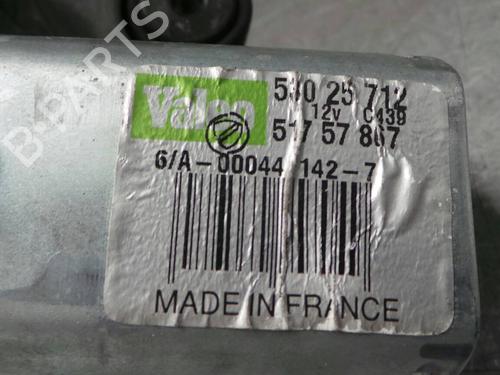 B-PARTS
Valeo
530 25 712
12v C439
517 57 867
6/A-00044 142-7
MADE IN FRANCE